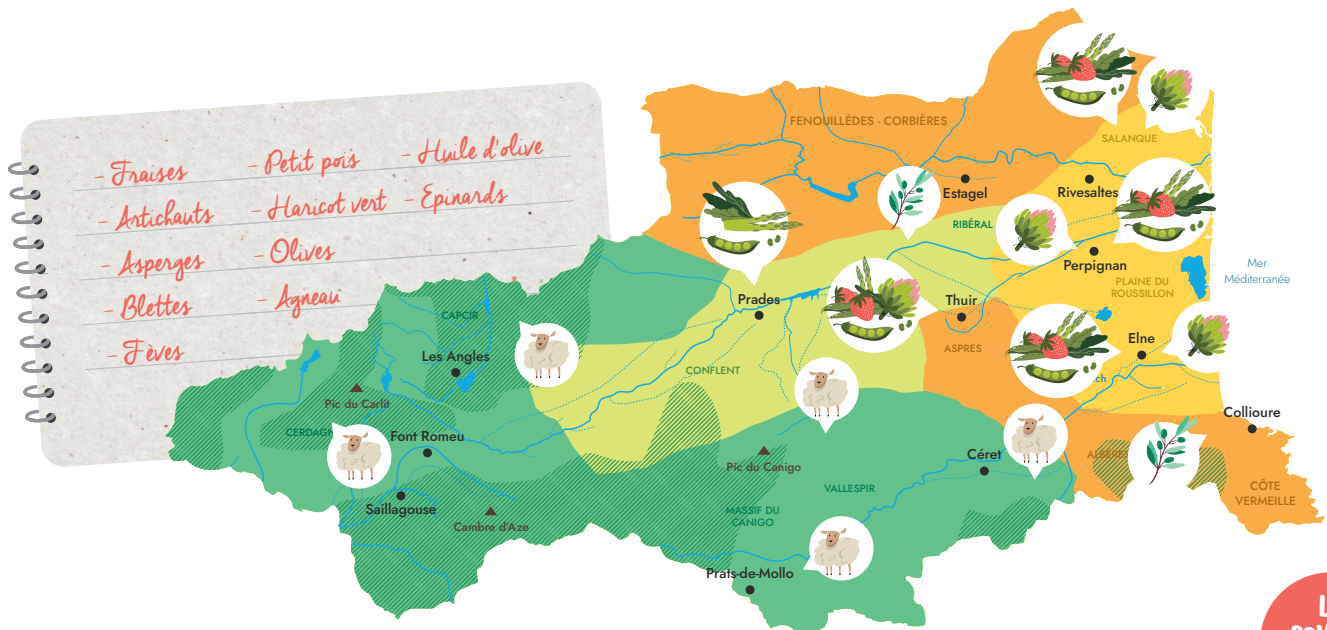 - Fraises
- Artichauts
- Asperges
- Blettes
- Fèves
- Petit pois
- Haricot vert
- Olives
- Agneau
- Huile d'olive
- Epinards
FENOUILLÈDES - CORBIÈRES
SALANQUE
Estagel
Rivesaltes
RIBÉRAL
Perpignan
Mer
Méditerranée
PLAINE DU
ROUSSILLON
Prades
Thuir
CAPCIR
Les Angles
ASPRES
Elne
CONFLENT
Pic du Carlit
Collioure
Font Romeu
Céret
Pic du Canigo
VALLESPIR
CÔTE
VERMEILLE
Saillagouse
Cambre d'Aze
MASSIF DU
CANIGO
Prats-de-Mollo